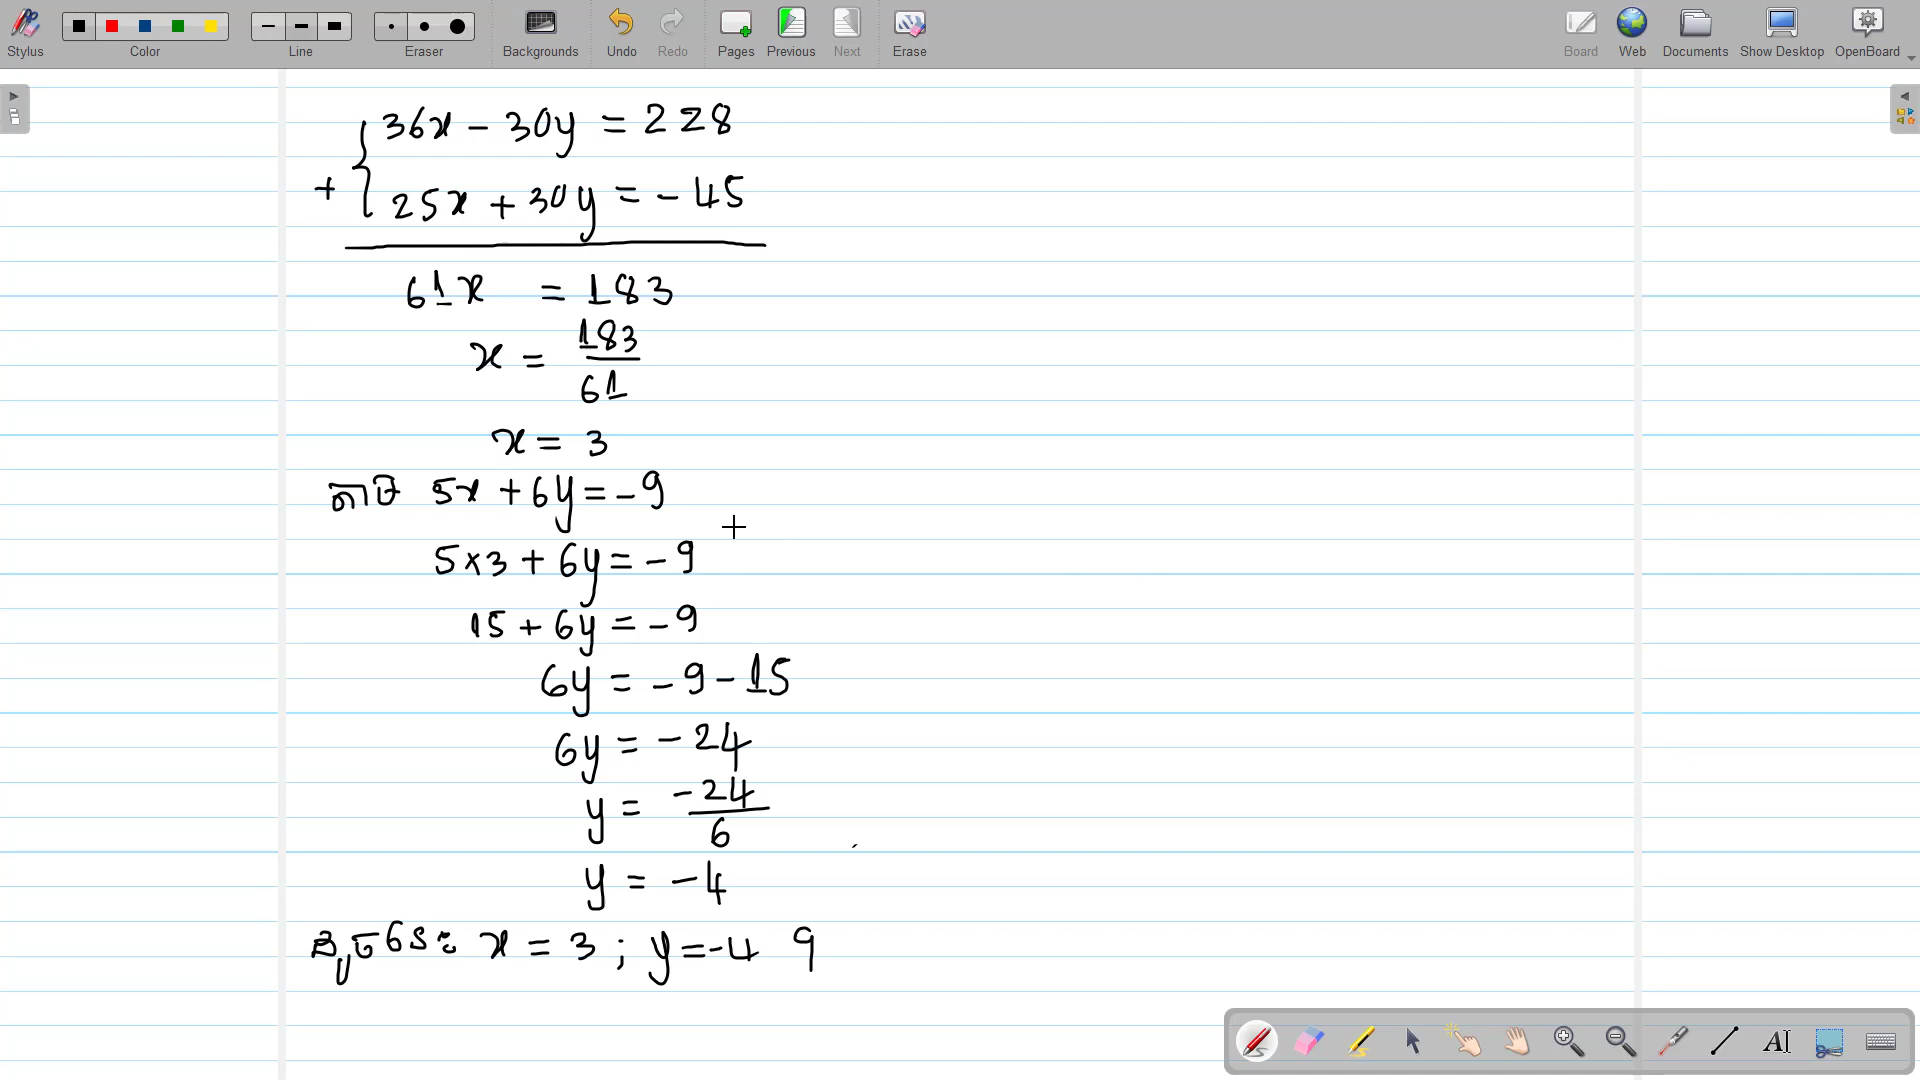 Stylus Color Line Eraser Backgrounds Undo Redo Pages Previous Next Erase Board Web Documents Show Desktop OpenBoard
36x - 30y = 228
+ { 25x + 30y = - 45
61x = 183
x = 183/61
x = 3
5x + 6y = - 9
5×3 + 6y = - 9
15 + 6y = - 9
6y = - 9 - 15
6y = - 24
y = -24/6
y = - 4
x = 3 ; y = -4